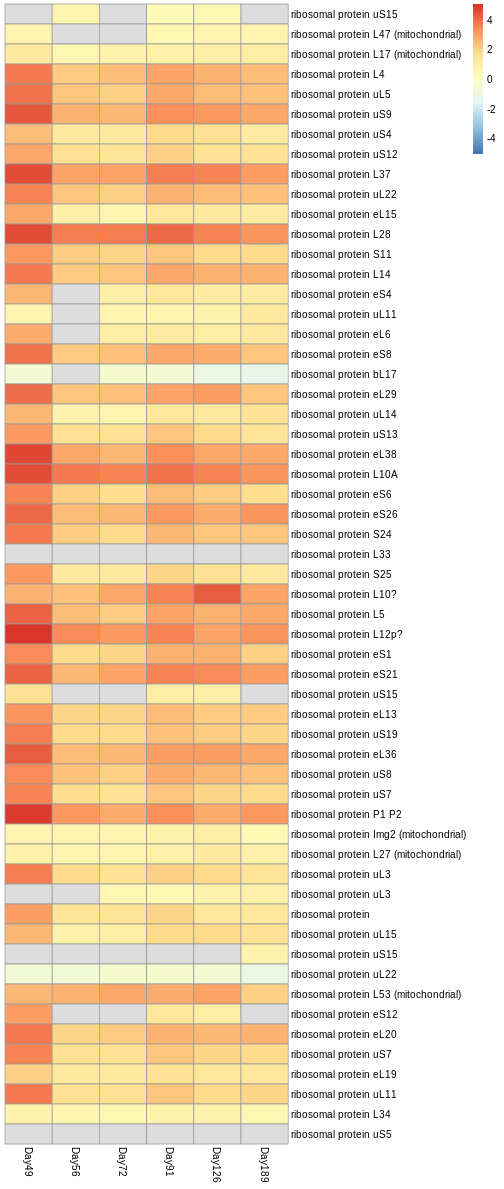 ribosomal protein uS15
ribosomal protein L47 (mitochondrial)
ribosomal protein L17 (mitochondrial)
ribosomal protein L4
ribosomal protein uL5
ribosomal protein uS9
ribosomal protein uS4
ribosomal protein uS12
ribosomal protein L37
ribosomal protein uL22
ribosomal protein eL15
ribosomal protein L28
ribosomal protein S11
ribosomal protein L14
ribosomal protein eS4
ribosomal protein uL11
ribosomal protein eL6
ribosomal protein eS8
ribosomal protein bL17
ribosomal protein eL29
ribosomal protein uL14
ribosomal protein uS13
ribosomal protein eL38
ribosomal protein L10A
ribosomal protein eS6
ribosomal protein eS26
ribosomal protein S24
ribosomal protein L33
ribosomal protein S25
ribosomal protein L10?
ribosomal protein L5
ribosomal protein L12p?
ribosomal protein eS1
ribosomal protein eS21
ribosomal protein uS15
ribosomal protein eL13
ribosomal protein uS19
ribosomal protein eL36
ribosomal protein uS8
ribosomal protein uS7
ribosomal protein P1 P2
ribosomal protein Img2 (mitochondrial)
ribosomal protein L27 (mitochondrial)
ribosomal protein uL3
ribosomal protein uL3
ribosomal protein
ribosomal protein uL15
ribosomal protein uS15
ribosomal protein uL22
ribosomal protein L53 (mitochondrial)
ribosomal protein eS12
ribosomal protein eL20
ribosomal protein uS7
ribosomal protein eL19
ribosomal protein uL11
ribosomal protein L34
ribosomal protein uS5
Day49
Day56
Day72
Day91
Day126
Day189
4
2
0
-2
-4